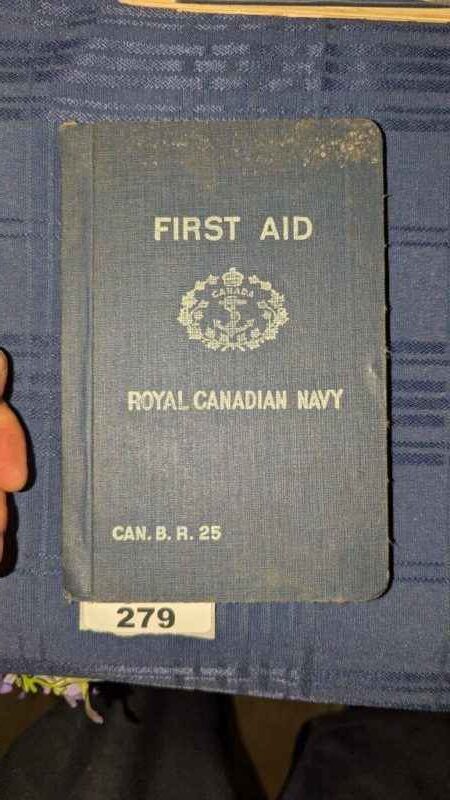 FIRST AID
CANADA
ROYAL CANADIAN NAVY
CAN. B. R. 25
279